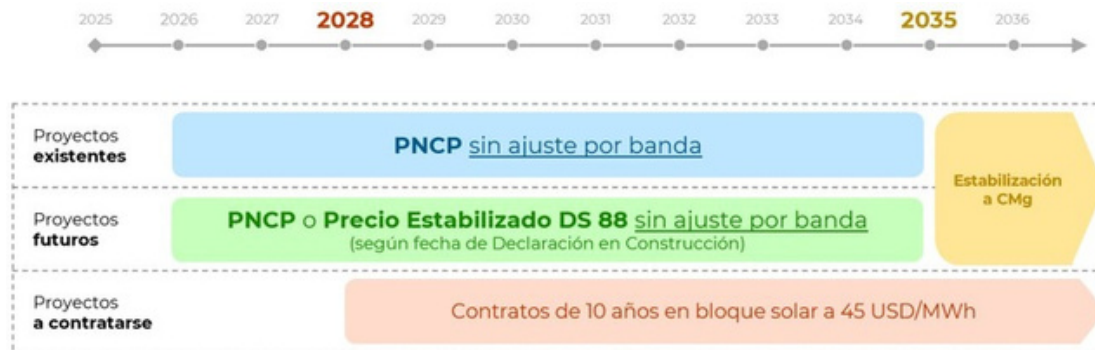 2025 2026 2027 2028 2029 2030 2031 2032 2033 2034 2035 2036
Proyectos
existentes
PNCP sin ajuste por banda
Proyectos
futuros
PNCP o Precio Estabilizado DS 88 sin ajuste por banda
(según fecha de Declaración en Construcción)
Estabilización
a CMg
Proyectos
a contratarse
Contratos de 10 años en bloque solar a 45 USD/MWh